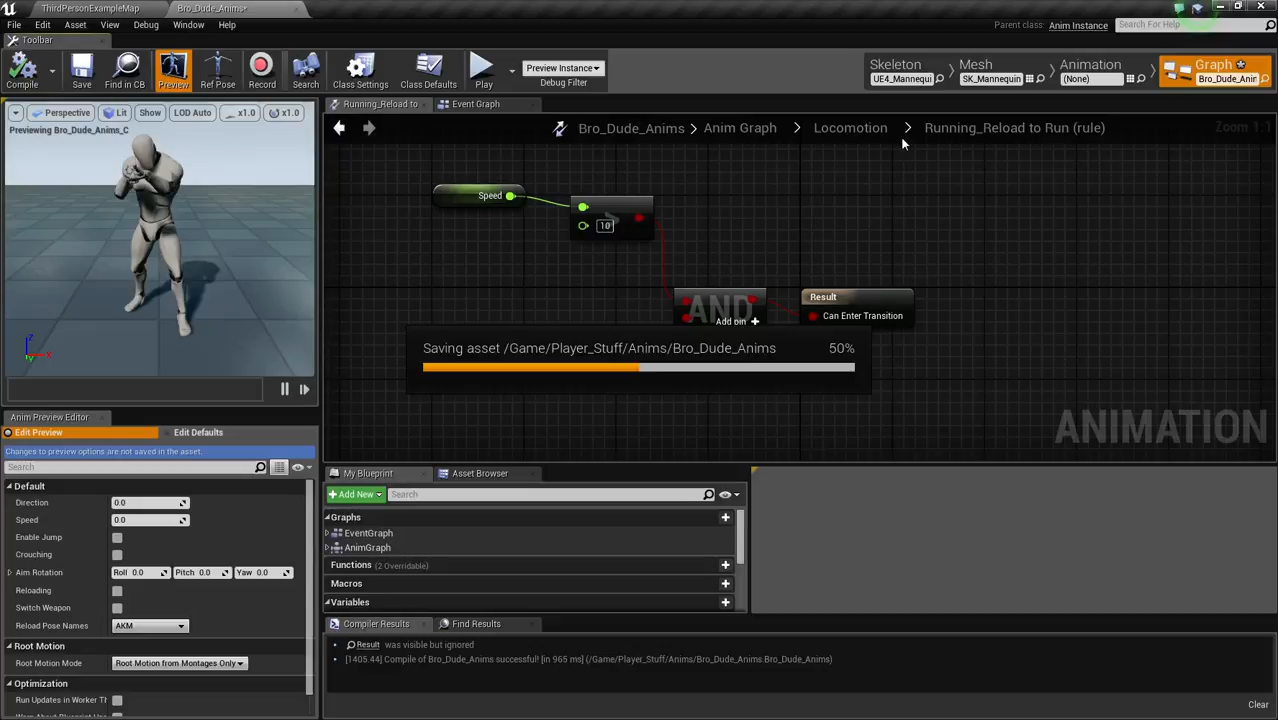 ThirdPersonExampleMap
Bro_Dude_Anims*
File Edit Asset View Debug Window Help
Parent class: Anim Instance
Search For Help
Toolbar
Compile
Save
Find in CB
Preview
Ref Pose
Record
Search
Class Settings
Class Defaults
Play
Preview Instance
Debug Filter
Skeleton
UE4_Mannequi
Mesh
SK_Mannequin
Animation
(None)
Graph
Bro_Dude_Anin
Perspective Lit Show LOD Auto x1.0 x1.0
Previewing Bro_Dude_Anims_C
Running_Reload to
Event Graph
Bro_Dude_Anims > Anim Graph > Locomotion > Running_Reload to Run (rule)
Zoom 1:1
Speed
10
AND
Add pin
Result
Can Enter Transition
Saving asset /Game/Player_Stuff/Anims/Bro_Dude_Anims 50%
ANIMATION
Anim Preview Editor
Edit Preview
Edit Defaults
Changes to preview options are not saved in the asset.
Search
Default
Direction 0.0
Speed 0.0
Enable Jump
Crouching
Aim Rotation Roll 0.0 Pitch 0.0 Yaw 0.0
Reloading
Switch Weapon
Reload Pose Names AKM
Root Motion
Root Motion Mode Root Motion from Montages Only
Optimization
Run Updates in Worker Th
My Blueprint
Asset Browser
Add New
Search
Graphs
EventGraph
AnimGraph
Functions (2 Overridable)
Macros
Variables
Compiler Results
Find Results
Result was visible but ignored
[1405.44] Compile of Bro_Dude_Anims successful! [in 965 ms] (/Game/Player_Stuff/Anims/Bro_Dude_Anims.Bro_Dude_Anims)
Clear